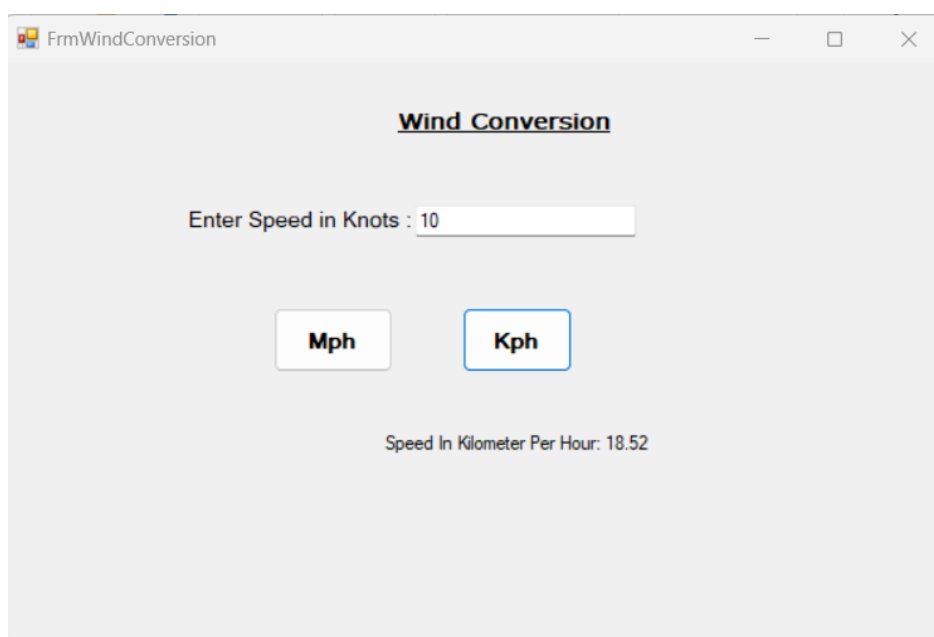 FrmWindConversion
Wind Conversion
Enter Speed in Knots : 10
Mph Kph
Speed In Kilometer Per Hour: 18.52